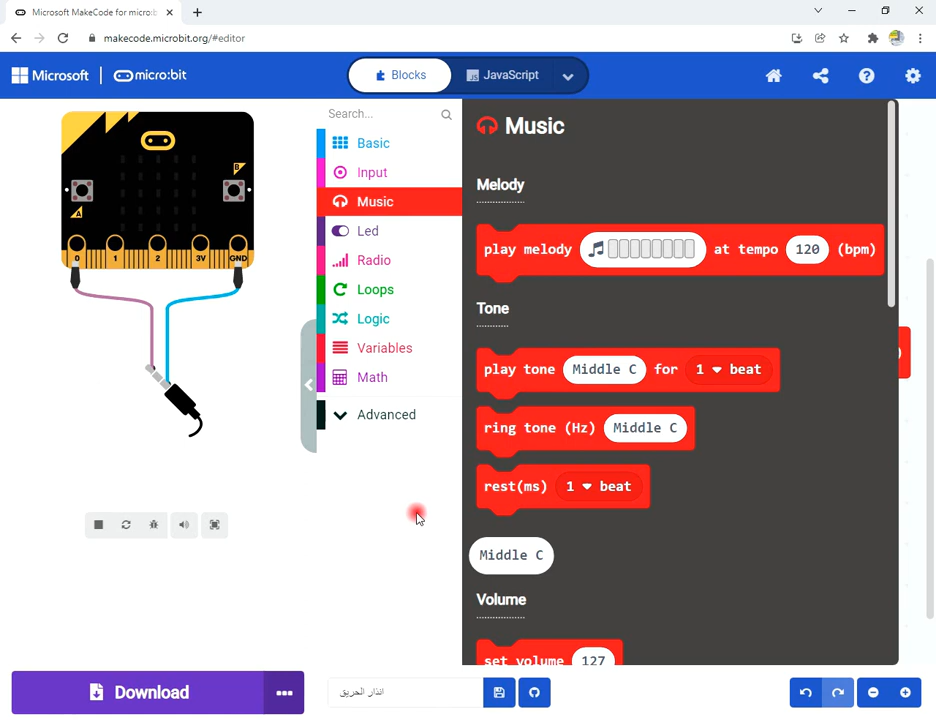 Microsoft MakeCode for micro:b
makecode.microbit.org/#editor
Microsoft
micro:bit
Blocks
JavaScript
A
B
0
1
2
3V
GND
Search...
Basic
Input
Music
Led
Radio
Loops
Logic
Variables
Math
Advanced
Music
Melody
play melody at tempo 120 (bpm)
Tone
play tone Middle C for 1 beat
ring tone (Hz) Middle C
rest(ms) 1 beat
Middle C
Volume
set volume 127
Download
انذار الحريق